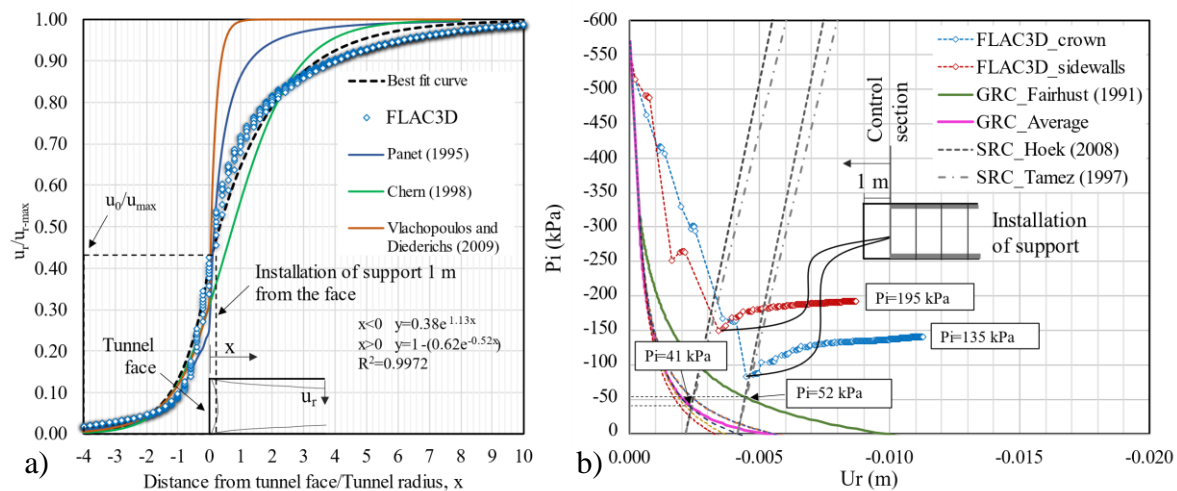 1.00
0.90
0.80
0.70
0.60
0.50
0.40
0.30
0.20
0.10
0.00
ur/ur-max
Best fit curve
FLAC3D
Panet (1995)
Chern (1998)
Vlachopoulos and
Diederichs (2009)
u0/umax
Installation of support 1 m
from the face
x<0 y=0.38e^1.13x
x>0 y=1-(0.62e^-0.52x)
R²=0.9972
Tunnel
face
x
ur
-4 -3 -2 -1 0 1 2 3 4 5 6 7 8 9 10
Distance from tunnel face/Tunnel radius, x
a)
-600
-550
-500
-450
-400
-350
-300
-250
-200
-150
-100
-50
0
Pi (kPa)
FLAC3D_crown
FLAC3D_sidewalls
GRC_Fairhust (1991)
GRC_Average
SRC_Hoek (2008)
SRC_Tamez (1997)
Control
section
1 m
Installation
of support
Pi=195 kPa
Pi=135 kPa
Pi=41 kPa
Pi=52 kPa
0.000 -0.005 -0.010 -0.015 -0.020
Ur (m)
b)